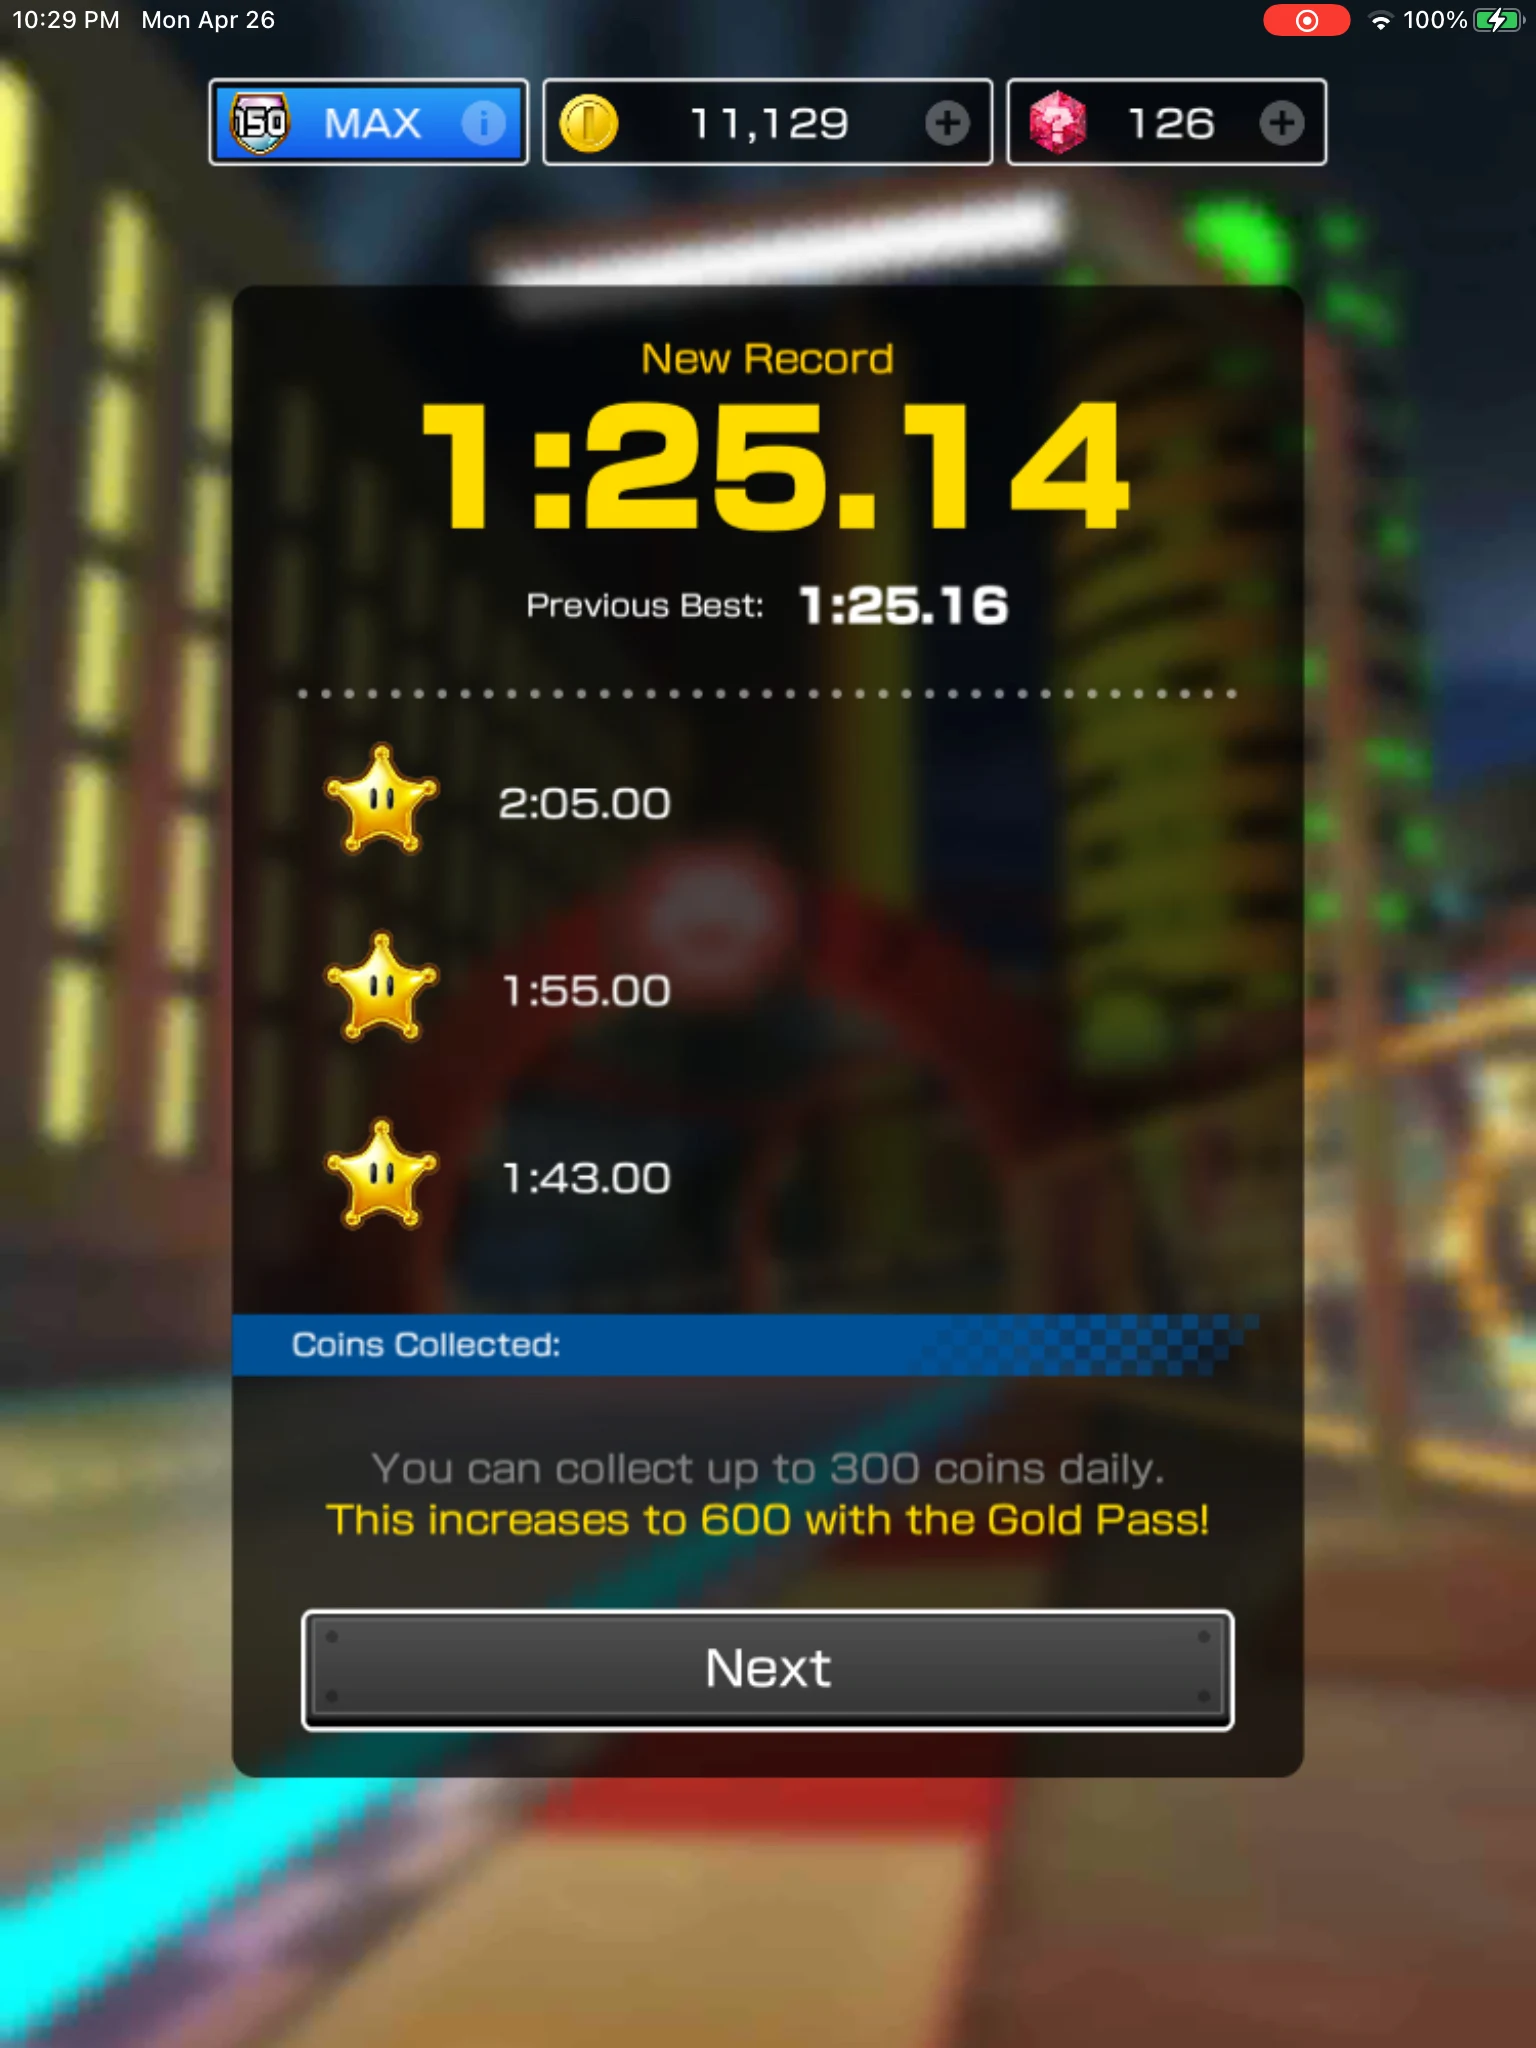 10:29 PM Mon Apr 26 100%
150 MAX i 11,129 + ? 126 +
New Record
1:25.14
Previous Best: 1:25.16
2:05.00
1:55.00
1:43.00
Coins Collected:
You can collect up to 300 coins daily.
This increases to 600 with the Gold Pass!
Next